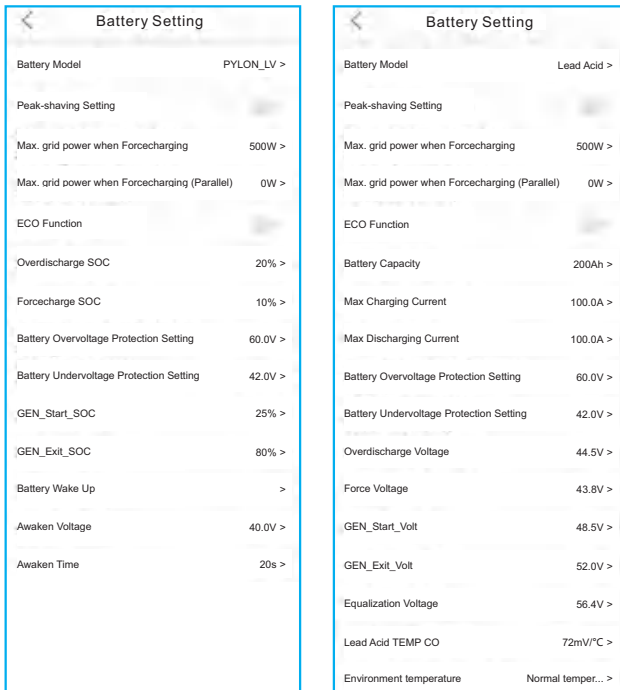 Battery Setting
Battery Model PYLON_LV >
Peak-shaving Setting
Max. grid power when Forcecharging 500W >
Max. grid power when Forcecharging (Parallel) 0W >
ECO Function
Overdischarge SOC 20% >
Forcecharge SOC 10% >
Battery Overvoltage Protection Setting 60.0V >
Battery Undervoltage Protection Setting 42.0V >
GEN_Start_SOC 25% >
GEN_Exit_SOC 80% >
Battery Wake Up >
Awaken Voltage 40.0V >
Awaken Time 20s >
Battery Setting
Battery Model Lead Acid >
Peak-shaving Setting
Max. grid power when Forcecharging 500W >
Max. grid power when Forcecharging (Parallel) 0W >
ECO Function
Battery Capacity 200Ah >
Max Charging Current 100.0A >
Max Discharging Current 100.0A >
Battery Overvoltage Protection Setting 60.0V >
Battery Undervoltage Protection Setting 42.0V >
Overdischarge Voltage 44.5V >
Force Voltage 43.8V >
GEN_Start_Volt 48.5V >
GEN_Exit_Volt 52.0V >
Equalization Voltage 56.4V >
Lead Acid TEMP CO 72mV/°C >
Environment temperature Normal temper... >